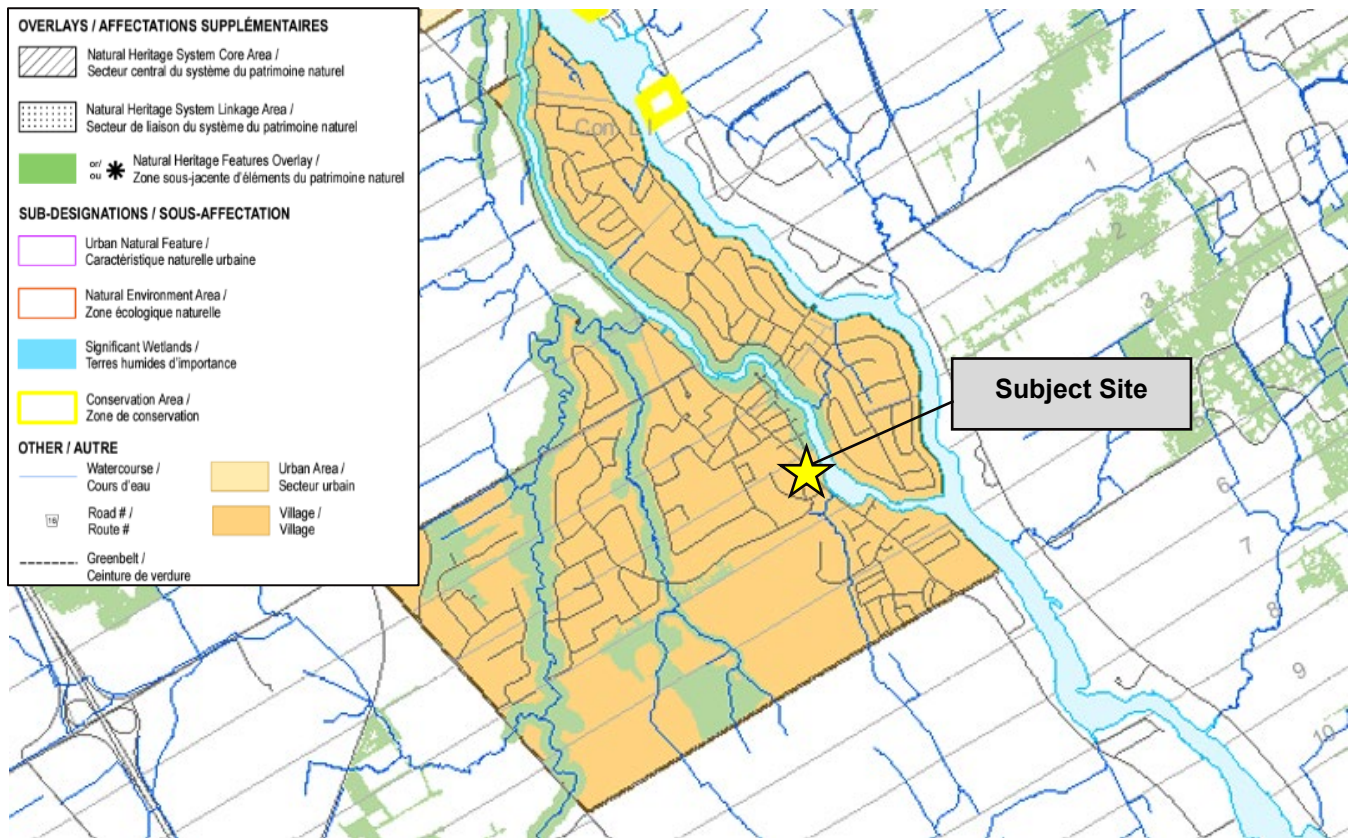 OVERLAYS / AFFECTATIONS SUPPLÉMENTAIRES
Natural Heritage System Core Area /
Secteur central du système du patrimoine naturel
Natural Heritage System Linkage Area /
Secteur de liaison du système du patrimoine naturel
or/
ou
Natural Heritage Features Overlay /
Zone sous-jacente d'éléments du patrimoine naturel
SUB-DESIGNATIONS / SOUS-AFFECTATION
Urban Natural Feature /
Caractéristique naturelle urbaine
Natural Environment Area /
Zone écologique naturelle
Significant Wetlands /
Terres humides d'importance
Conservation Area /
Zone de conservation
OTHER / AUTRE
Watercourse /
Cours d'eau
Urban Area /
Secteur urbain
16
Road # /
Route #
Village /
Village
Greenbelt /
Ceinture de verdure
1
2
3
Subject Site
6
7
8
9
10